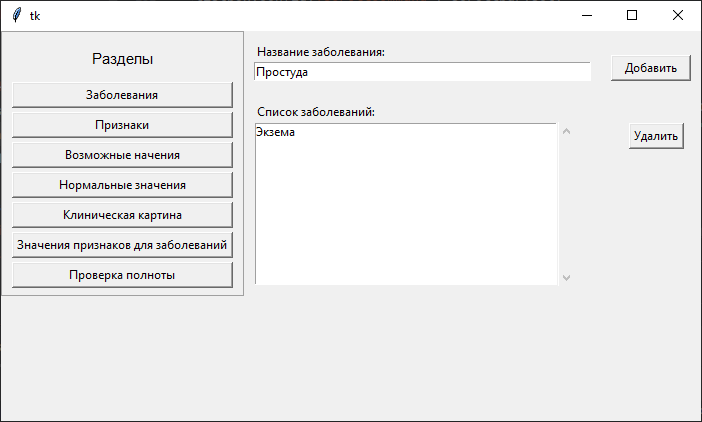 tk
Разделы
Заболевания
Признаки
Возможные начения
Нормальные значения
Клиническая картина
Значения признаков для заболеваний
Проверка полноты
Название заболевания:
Простуда
Добавить
Список заболеваний:
Экзема
Удалить